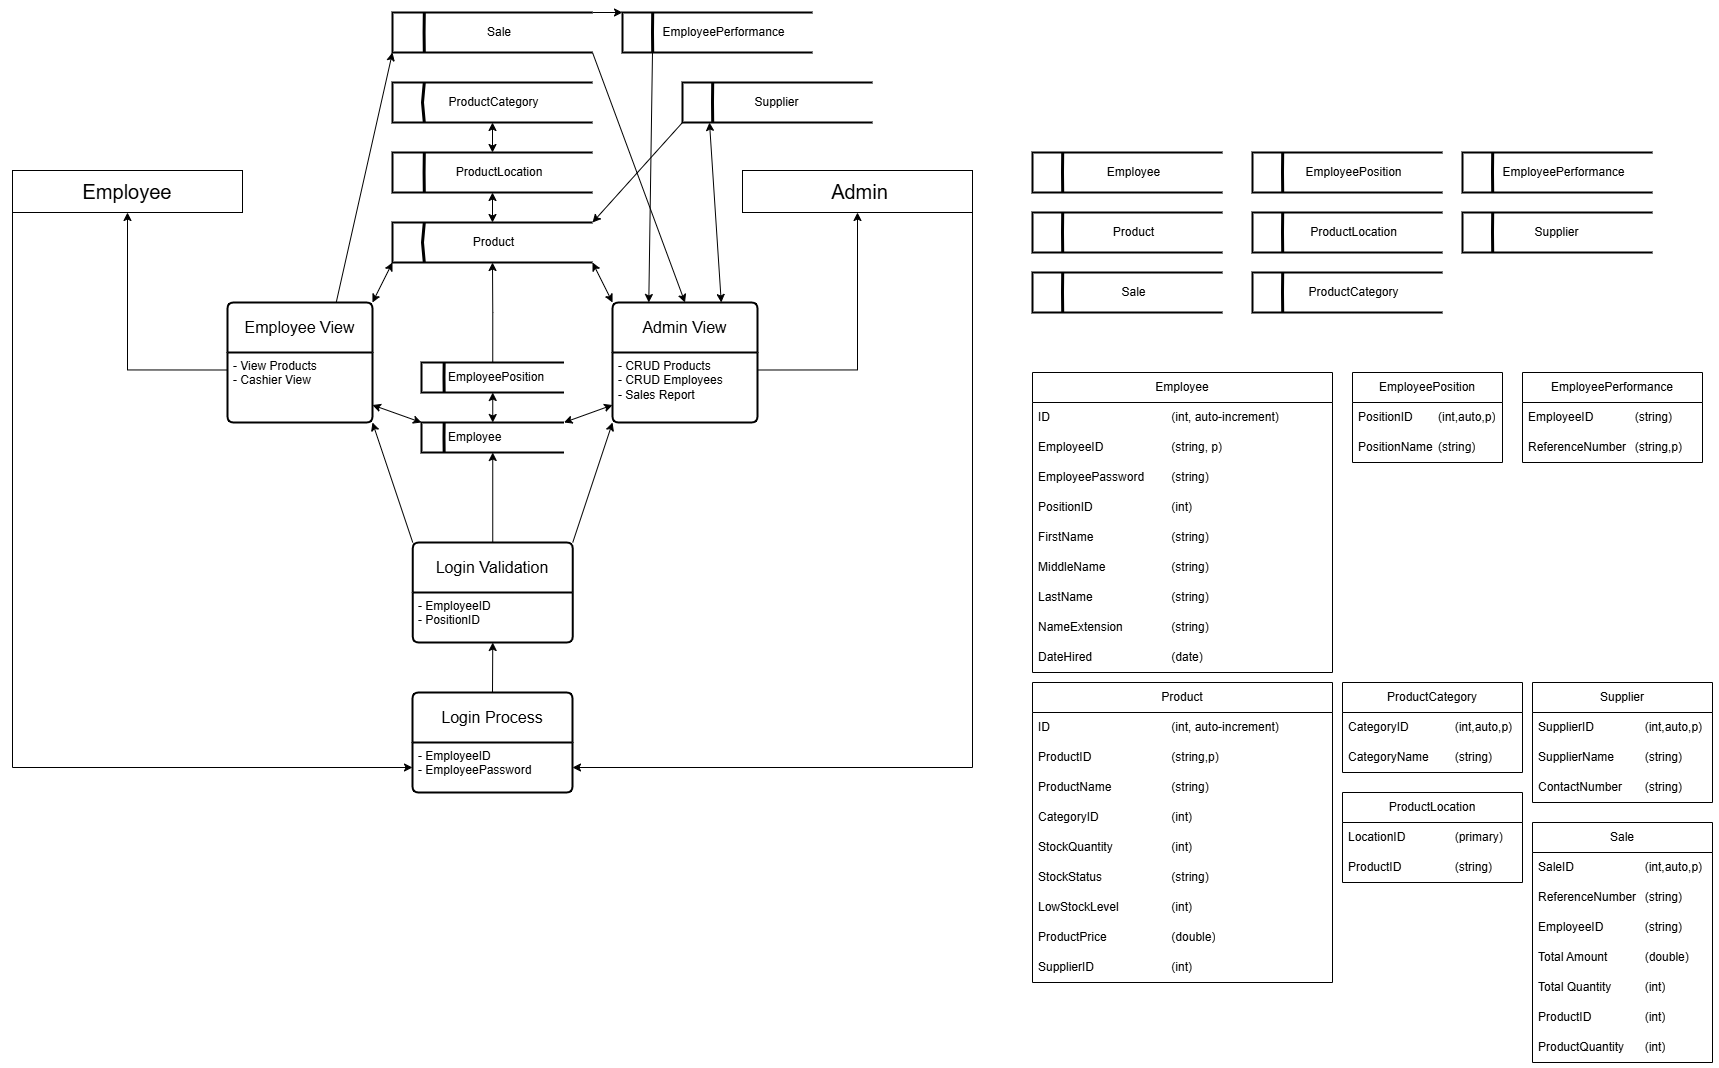 Sale
EmployeePerformance
ProductCategory
Supplier
ProductLocation
Employee
Admin
Product
Employee View
- View Products
- Cashier View
Admin View
- CRUD Products
- CRUD Employees
- Sales Report
EmployeePosition
Employee
Login Validation
- EmployeeID
- PositionID
Login Process
- EmployeeID
- EmployeePassword
Employee
EmployeePosition
EmployeePerformance
Product
ProductLocation
Supplier
Sale
ProductCategory
Employee
ID (int, auto-increment)
EmployeeID (string, p)
EmployeePassword (string)
PositionID (int)
FirstName (string)
MiddleName (string)
LastName (string)
NameExtension (string)
DateHired (date)
EmployeePosition
PositionID (int,auto,p)
PositionName (string)
EmployeePerformance
EmployeeID (string)
ReferenceNumber (string,p)
Product
ID (int, auto-increment)
ProductID (string,p)
ProductName (string)
CategoryID (int)
StockQuantity (int)
StockStatus (string)
LowStockLevel (int)
ProductPrice (double)
SupplierID (int)
ProductCategory
CategoryID (int,auto,p)
CategoryName (string)
ProductLocation
LocationID (primary)
ProductID (string)
Supplier
SupplierID (int,auto,p)
SupplierName (string)
ContactNumber (string)
Sale
SaleID (int,auto,p)
ReferenceNumber (string)
EmployeeID (string)
Total Amount (double)
Total Quantity (int)
ProductID (int)
ProductQuantity (int)